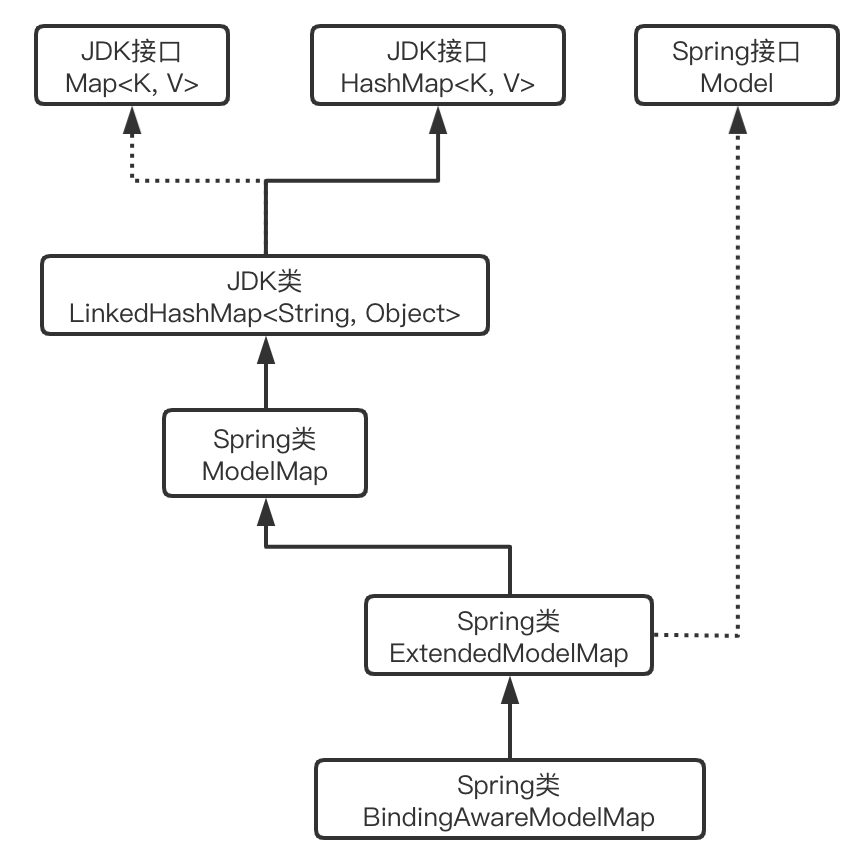 JDK接口
Map<K, V>
JDK接口
HashMap<K, V>
Spring接口
Model
JDK类
LinkedHashMap<String, Object>
Spring类
ModelMap
Spring类
ExtendedModelMap
Spring类
BindingAwareModelMap